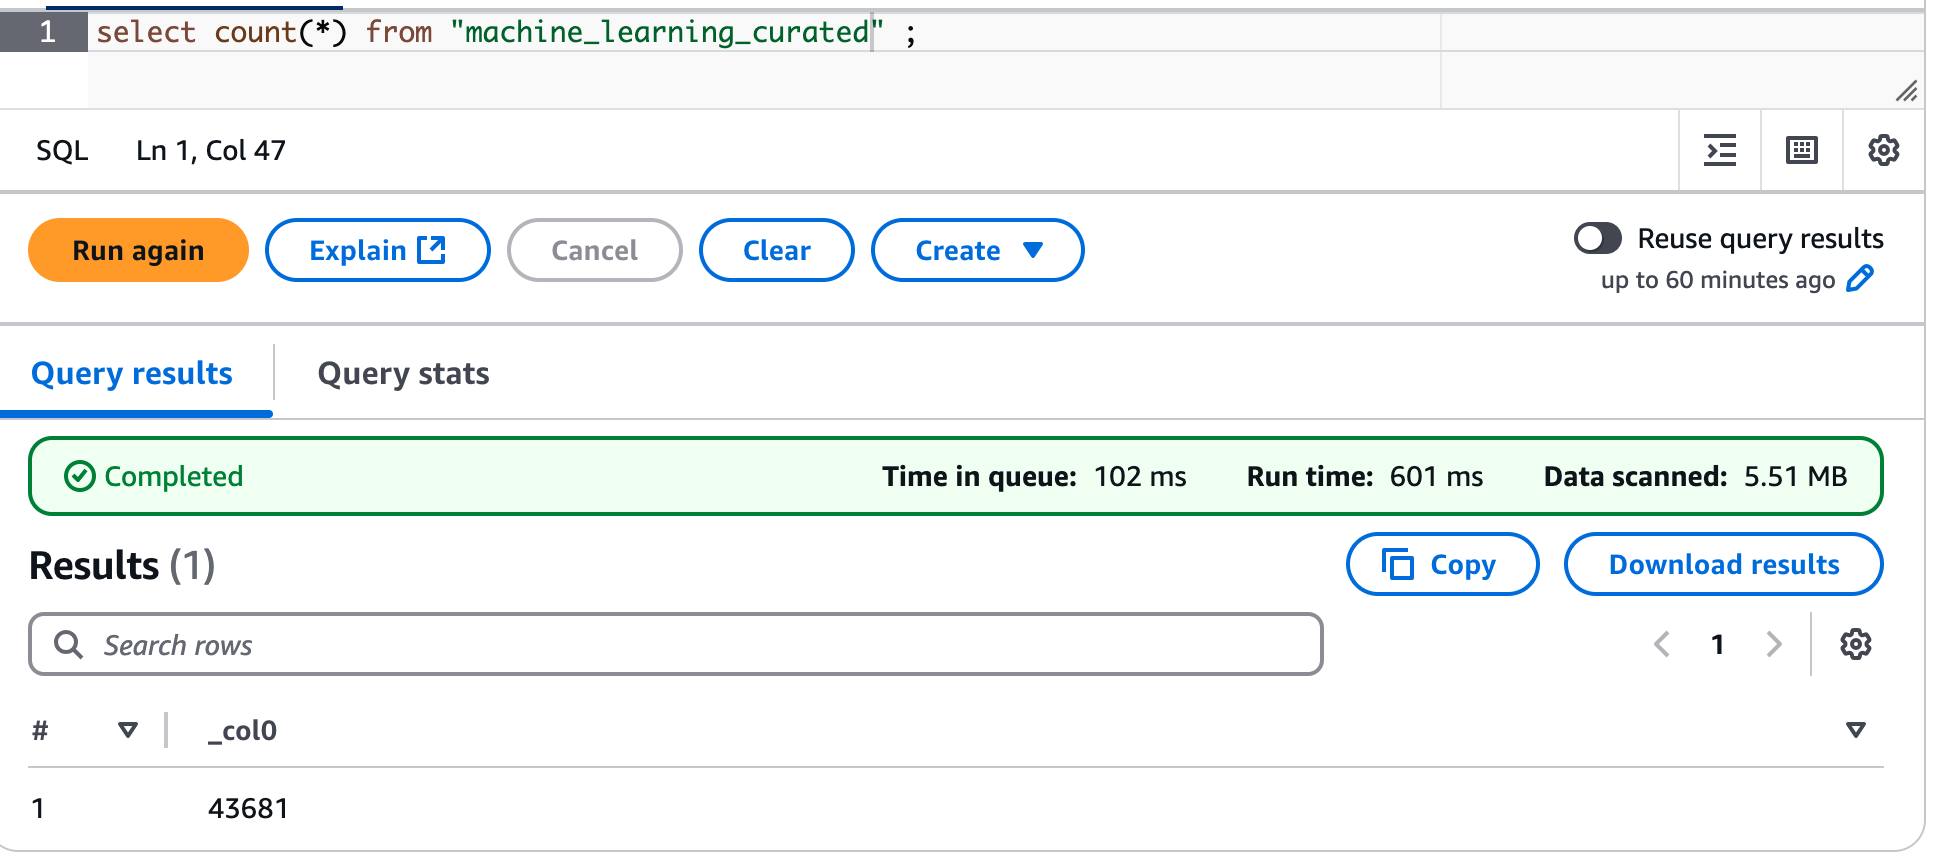 1 select count(*) from "machine_learning_curated" ;
SQL Ln 1, Col 47
Run again Explain Cancel Clear Create Reuse query results
up to 60 minutes ago
Query results Query stats
Completed Time in queue: 102 ms Run time: 601 ms Data scanned: 5.51 MB
Results (1) Copy Download results
Search rows 1
# _col0
1 43681